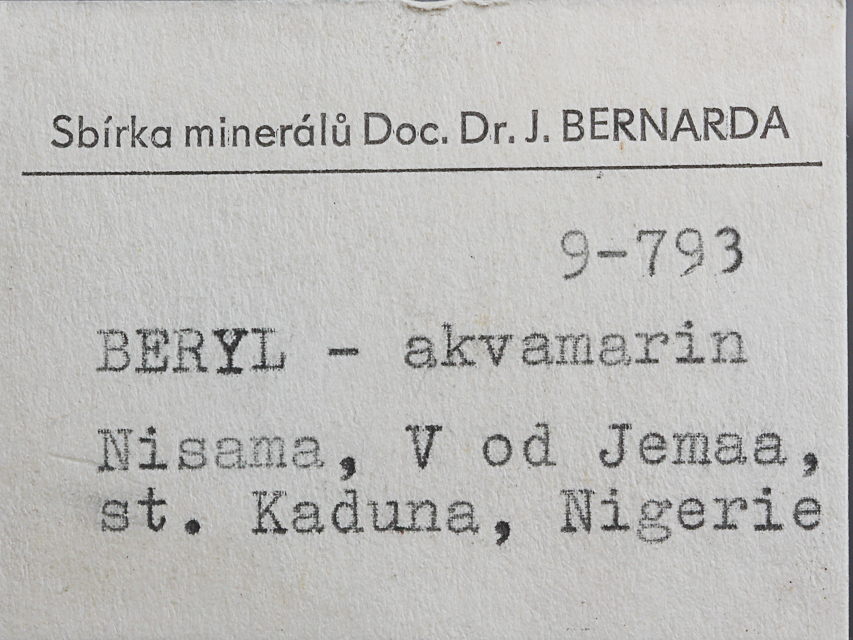 Sbírka minerálů Doc. Dr. J. BERNARDA
9-793
BERYL - akvamarin
Nisama, V od Jemaa,
st. Kaduna, Nigerie